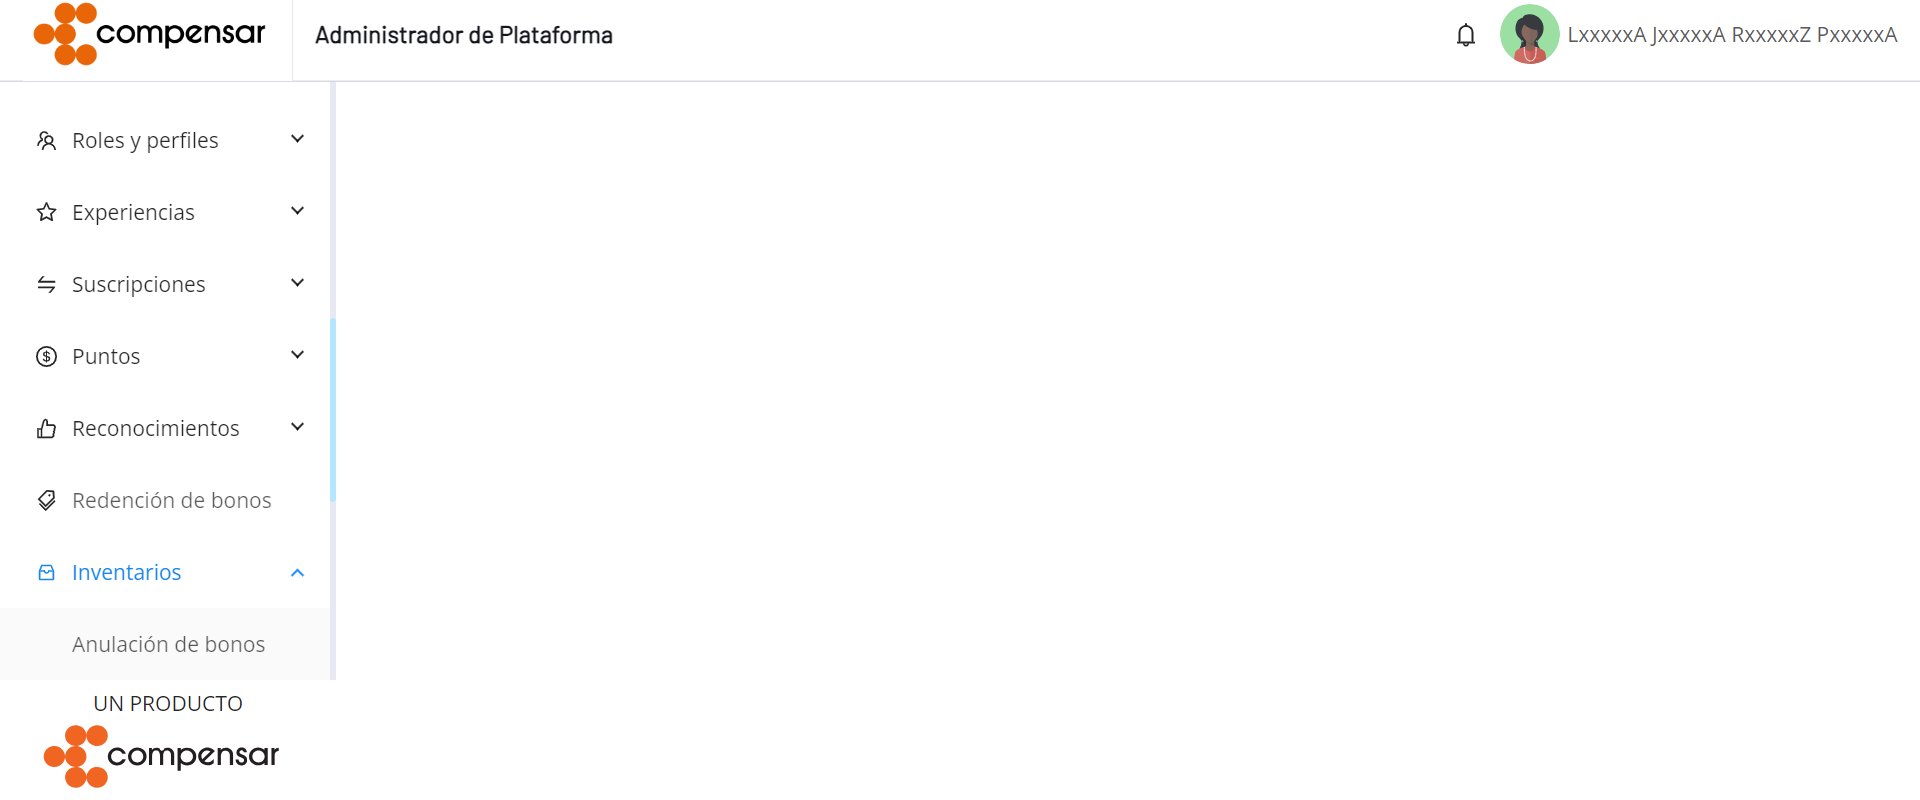 compensar
Administrador de Plataforma
LxxxxxA JxxxxxA RxxxxxZ PxxxxxA
Roles y perfiles
Experiencias
Suscripciones
Puntos
Reconocimientos
Redención de bonos
Inventarios
Anulación de bonos
UN PRODUCTO
compensar